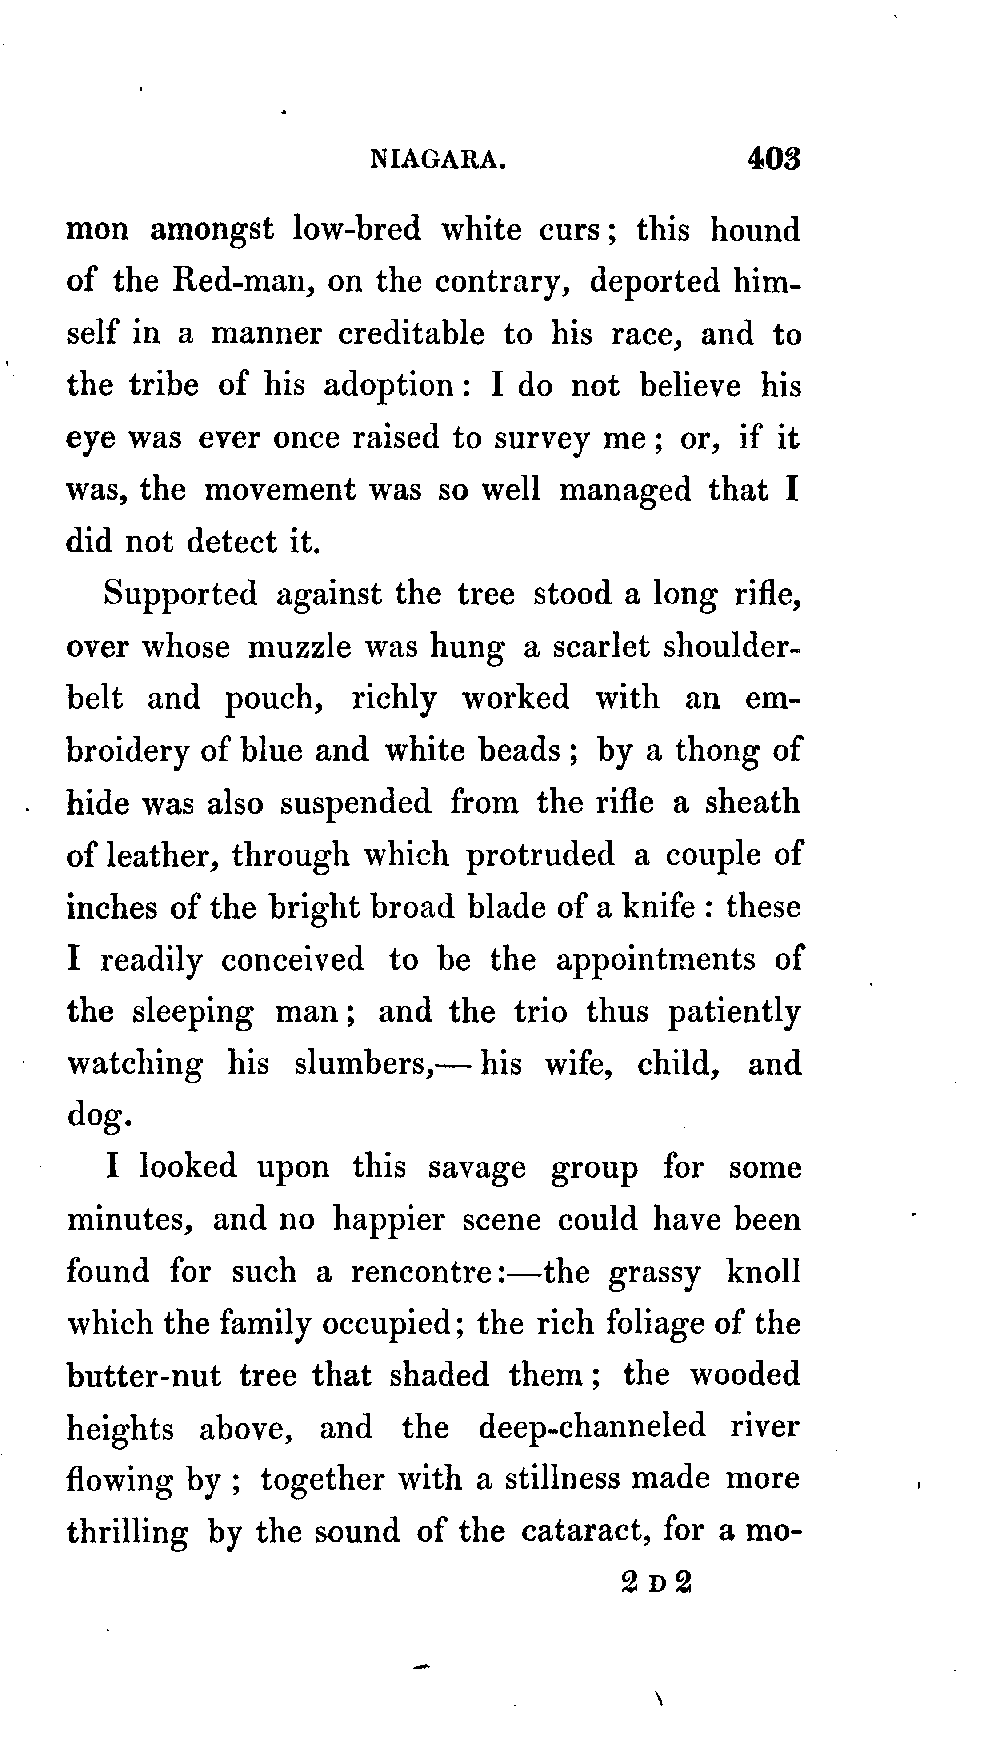 NIAGARA. 403
mon amongst low-bred white curs; this hound
of the Red-man, on the contrary, deported him-
self in a manner creditable to his race, and to
the tribe of his adoption: I do not believe his
eye was ever once raised to survey me; or, if it
was, the movement was so well managed that I
did not detect it.
Supported against the tree stood a long rifle,
over whose muzzle was hung a scarlet shoulder-
belt and pouch, richly worked with an em-
broidery of blue and white beads; by a thong of
hide was also suspended from the rifle a sheath
of leather, through which protruded a couple of
inches of the bright broad blade of a knife: these
I readily conceived to be the appointments of
the sleeping man; and the trio thus patiently
watching his slumbers,—his wife, child, and
dog.
I looked upon this savage group for some
minutes, and no happier scene could have been
found for such a rencontre:—the grassy knoll
which the family occupied; the rich foliage of the
butter-nut tree that shaded them; the wooded
heights above, and the deep-channeled river
flowing by; together with a stillness made more
thrilling by the sound of the cataract, for a mo-
2 D 2